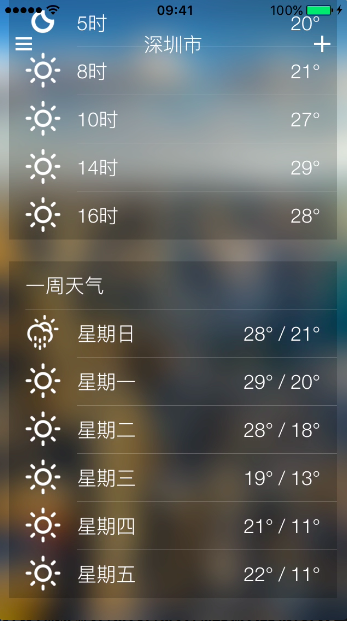 09:41 100%
5时 20°
深圳市
8时 21°
10时 27°
14时 29°
16时 28°
一周天气
星期日 28° / 21°
星期一 29° / 20°
星期二 28° / 18°
星期三 19° / 13°
星期四 21° / 11°
星期五 22° / 11°